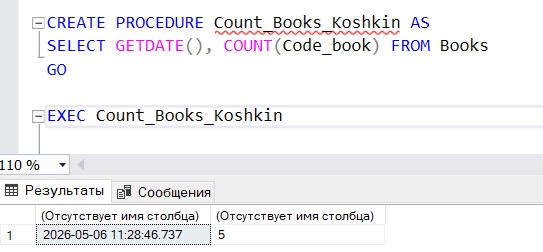 CREATE PROCEDURE Count_Books_Koshkin AS
SELECT GETDATE(), COUNT(Code_book) FROM Books
GO
EXEC Count_Books_Koshkin
110 %
Результаты Сообщения
(Отсутствует имя столбца) (Отсутствует имя столбца)
1 2026-05-06 11:28:46.737 5